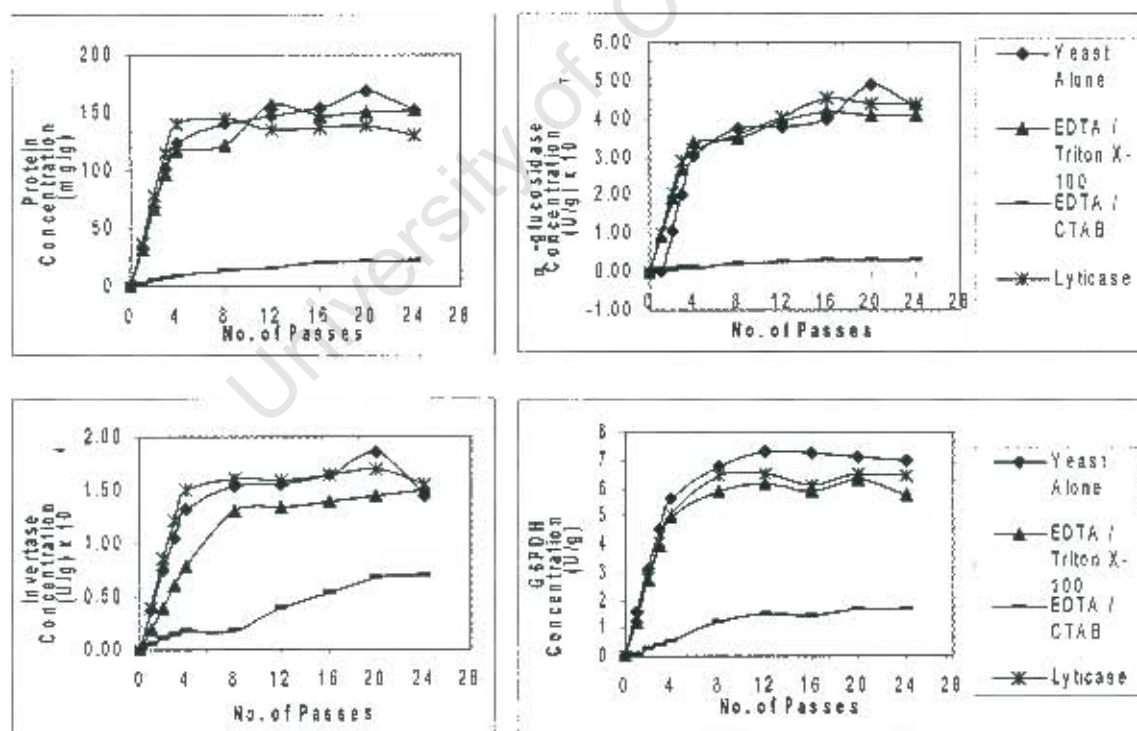 University of C
200
150
100
50
0
0 4 8 12 16 20 24 28
Protein
Concentration
(mg/g)
No. of Passes
6.00
5.00
4.00
3.00
2.00
1.00
0.00
-1.00
0 4 8 12 16 20 24 28
-glucosidase
Concentration
(U/g) x 10
No. of Passes
Yeast
Alone
EDTA /
Triton X-
100
EDTA /
CTAB
Lyticase
2.00
1.50
1.00
0.50
0.00
0 4 8 12 16 20 24 28
Invertase
Concentration
(U/g) x 10
No. of Passes
8
7
6
5
4
3
2
1
0
0 4 8 12 16 20 24 28
G6PDH
Concentration
(U/g)
No. of Passes
Yeast
Alone
EDTA /
Triton X-
100
EDTA /
CTAB
Lyticase